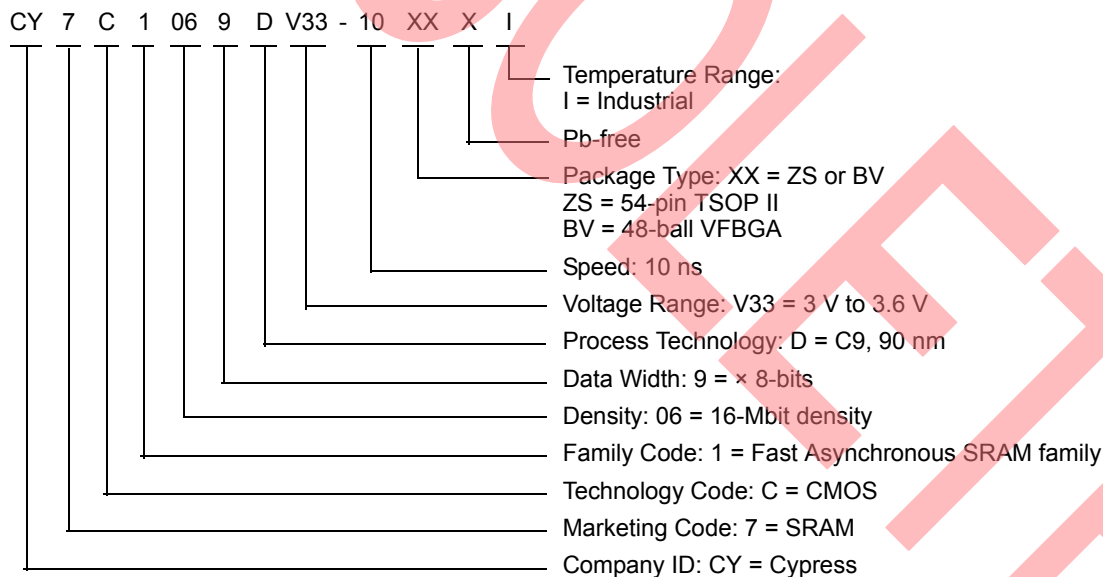 CY 7 C 1 06 9 D V33 - 10 XX X I
Temperature Range:
I = Industrial
Pb-free
Package Type: XX = ZS or BV
ZS = 54-pin TSOP II
BV = 48-ball VFBGA
Speed: 10 ns
Voltage Range: V33 = 3 V to 3.6 V
Process Technology: D = C9, 90 nm
Data Width: 9 = × 8-bits
Density: 06 = 16-Mbit density
Family Code: 1 = Fast Asynchronous SRAM family
Technology Code: C = CMOS
Marketing Code: 7 = SRAM
Company ID: CY = Cypress